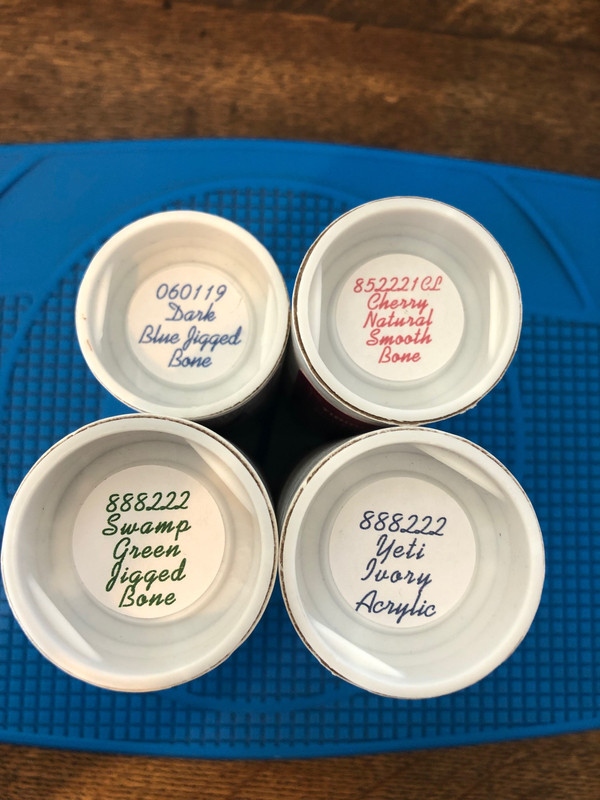 060119
Dark
Blue Jigged
Bone
852221CL
Cherry
Natural
Smooth
Bone
888222
Swamp
Green
Jigged
Bone
888222
Yeti
Ivory
Acrylic